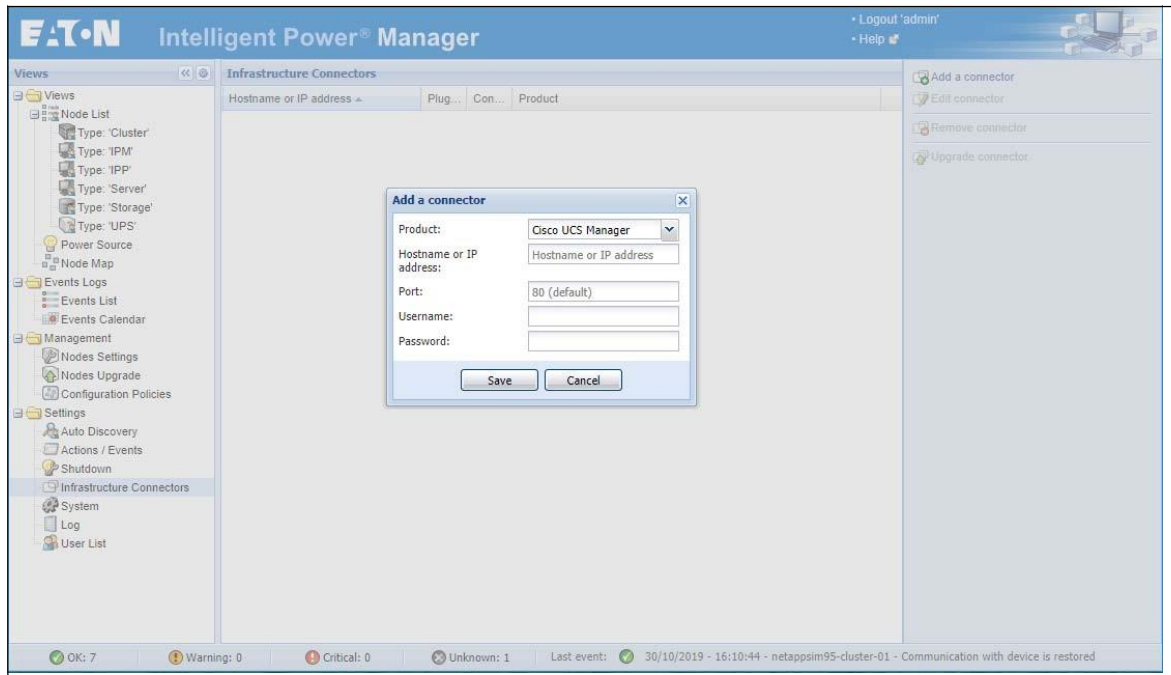 EATON Intelligent Power® Manager
• Logout 'admin'
• Help
Views
Views
Node List
Type: 'Cluster'
Type: 'IPM'
Type: 'IPP'
Type: 'Server'
Type: 'Storage'
Type: 'UPS'
Power Source
Node Map
Events Logs
Events List
Events Calendar
Management
Nodes Settings
Nodes Upgrade
Configuration Policies
Settings
Auto Discovery
Actions / Events
Shutdown
Infrastructure Connectors
System
Log
User List
Infrastructure Connectors
Hostname or IP address Plug... Con... Product
Add a connector
Product: Cisco UCS Manager
Hostname or IP
address: Hostname or IP address
Port: 80 (default)
Username:
Password:
Save Cancel
Add a connector
Edit connector
Remove connector
Upgrade connector
OK: 7 Warning: 0 Critical: 0 Unknown: 1 Last event: 30/10/2019 - 16:10:44 - netappsim95-cluster-01 - Communication with device is restored